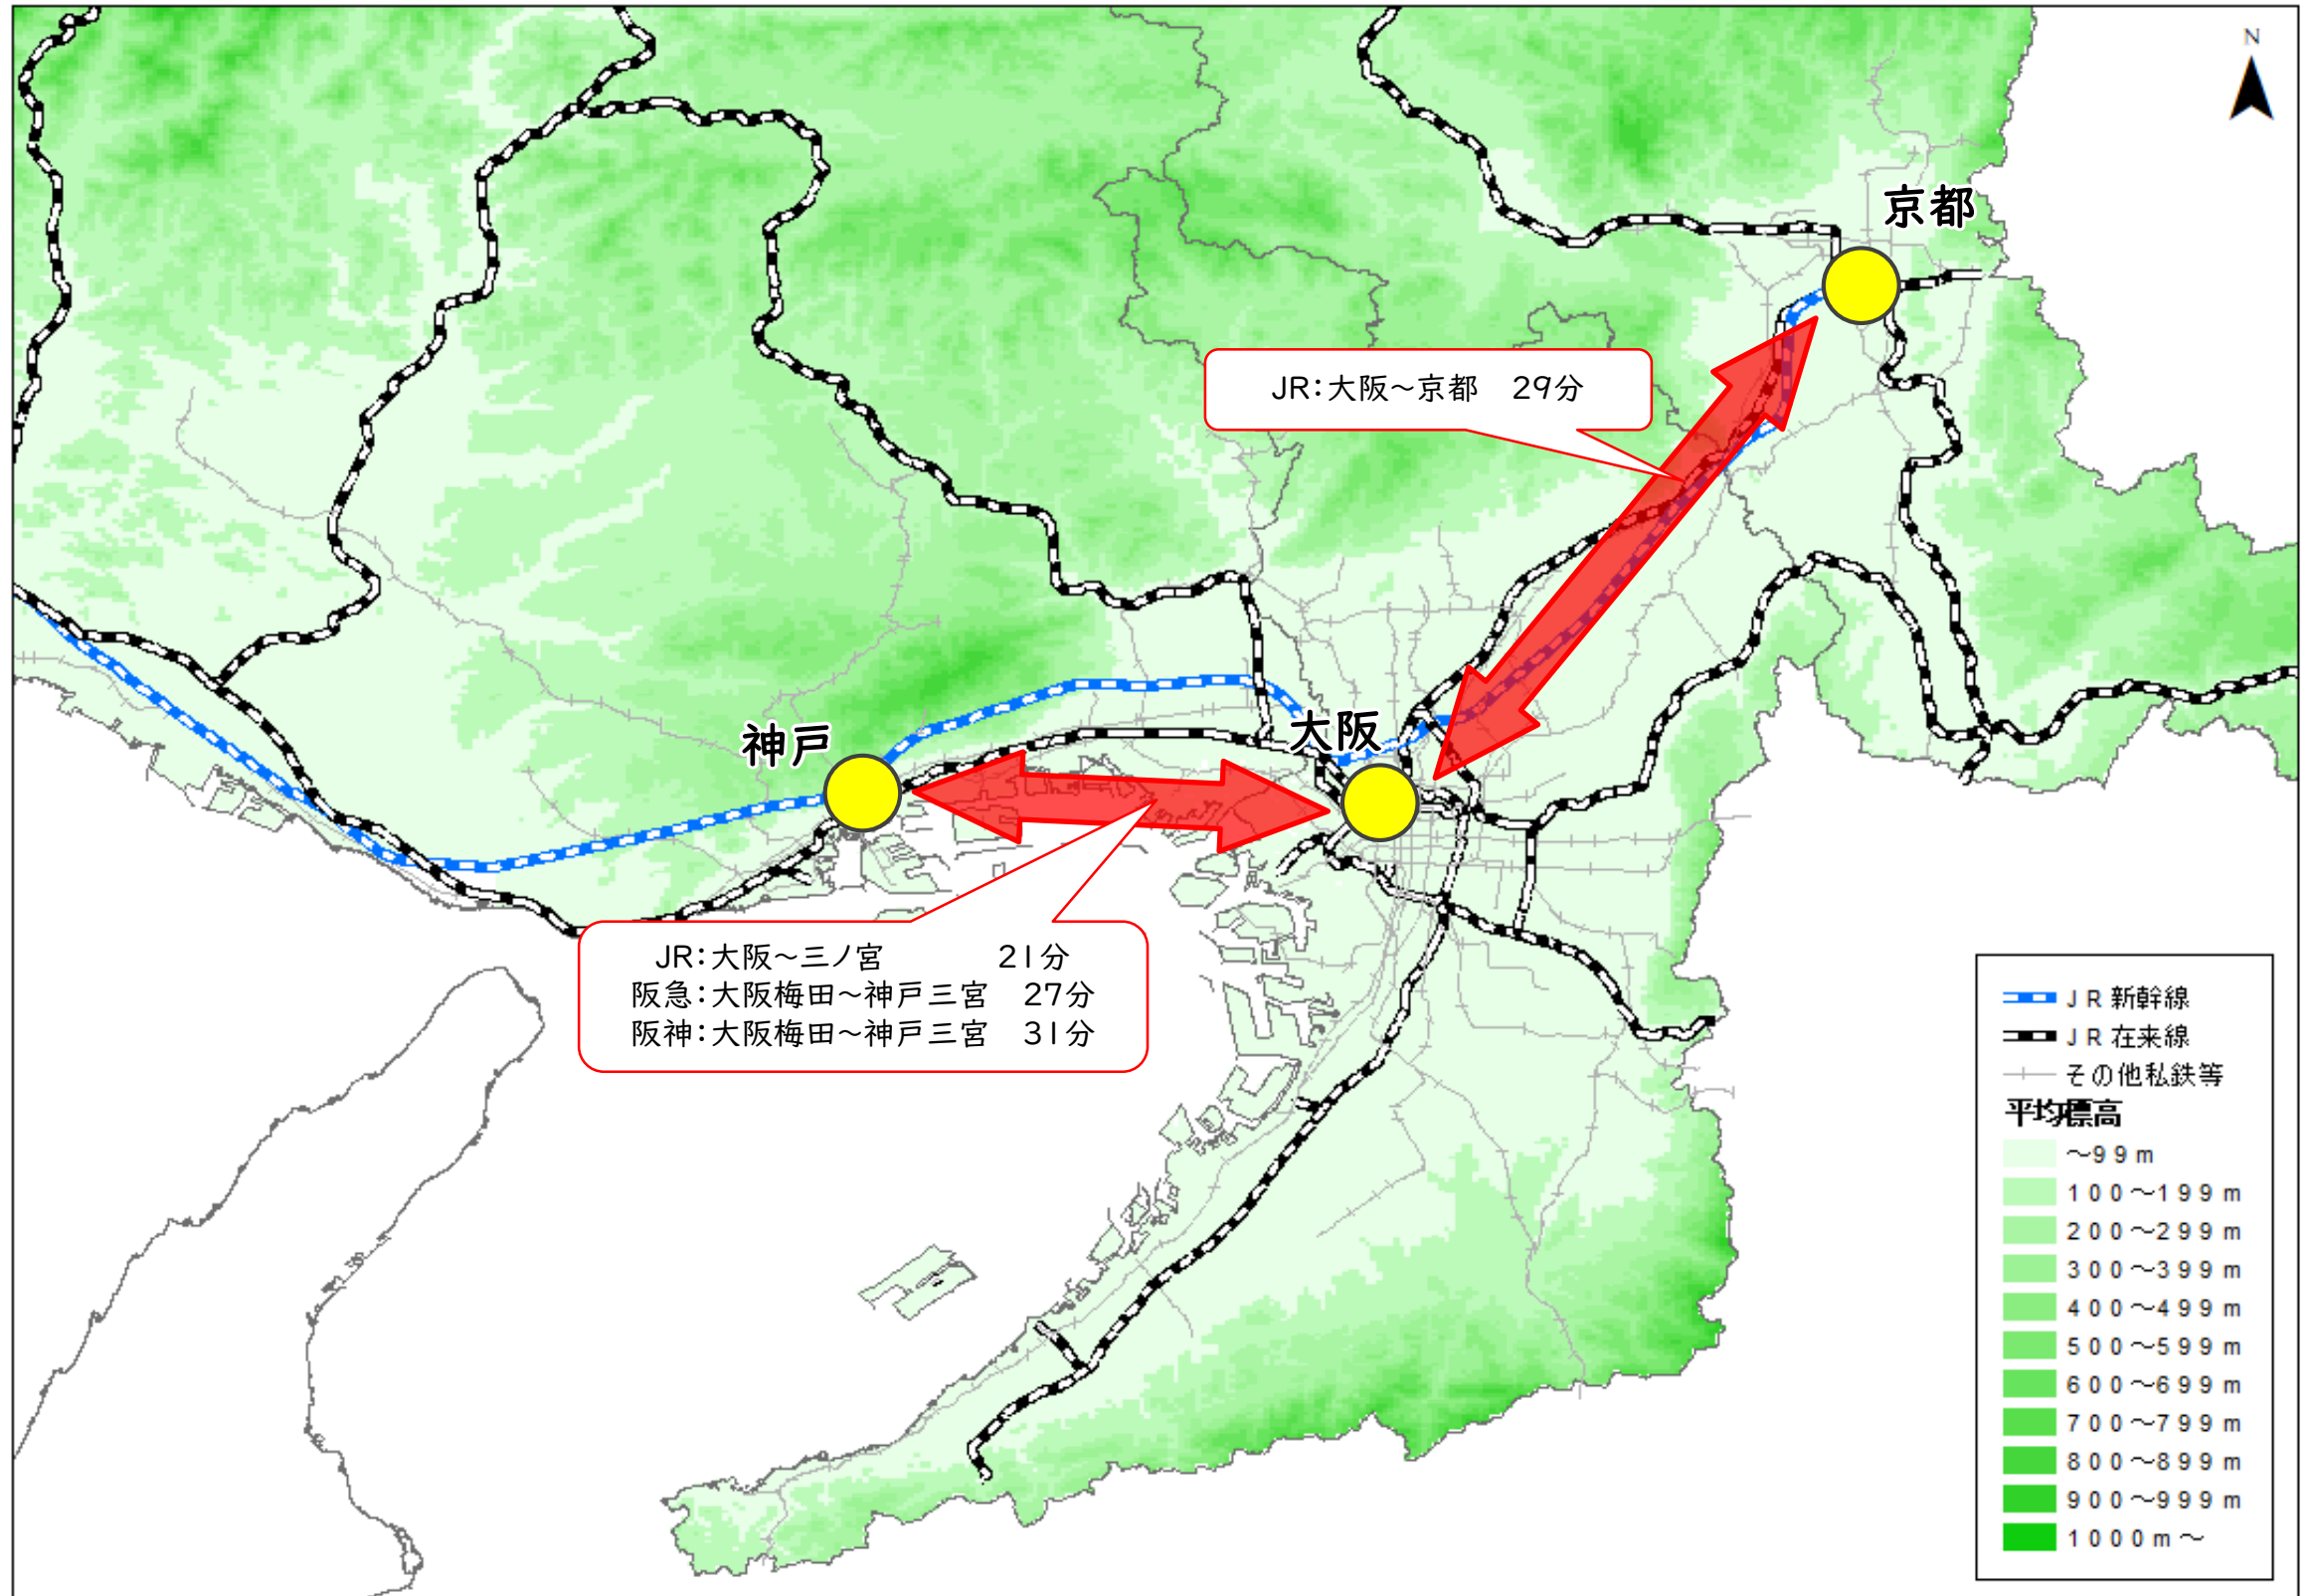 N
京都
JR：大阪～京都　29分
大阪
神戸
JR：大阪～三ノ宮　21分
阪急：大阪梅田～神戸三宮　27分
阪神：大阪梅田～神戸三宮　31分
ＪＲ新幹線
ＪＲ在来線
その他私鉄等
平均標高
～９９ｍ
１００～１９９ｍ
２００～２９９ｍ
３００～３９９ｍ
４００～４９９ｍ
５００～５９９ｍ
６００～６９９ｍ
７００～７９９ｍ
８００～８９９ｍ
９００～９９９ｍ
１０００ｍ～